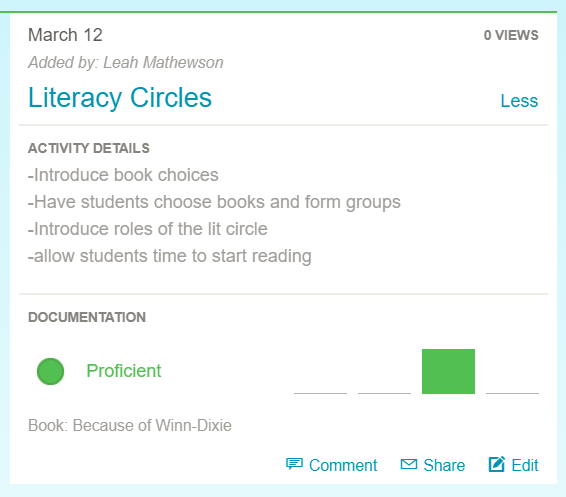 March 12
0 VIEWS
Added by: Leah Mathewson
Literacy Circles
Less
ACTIVITY DETAILS
-Introduce book choices
-Have students choose books and form groups
-Introduce roles of the lit circle
-allow students time to start reading
DOCUMENTATION
Proficient
Book: Because of Winn-Dixie
Comment
Share
Edit